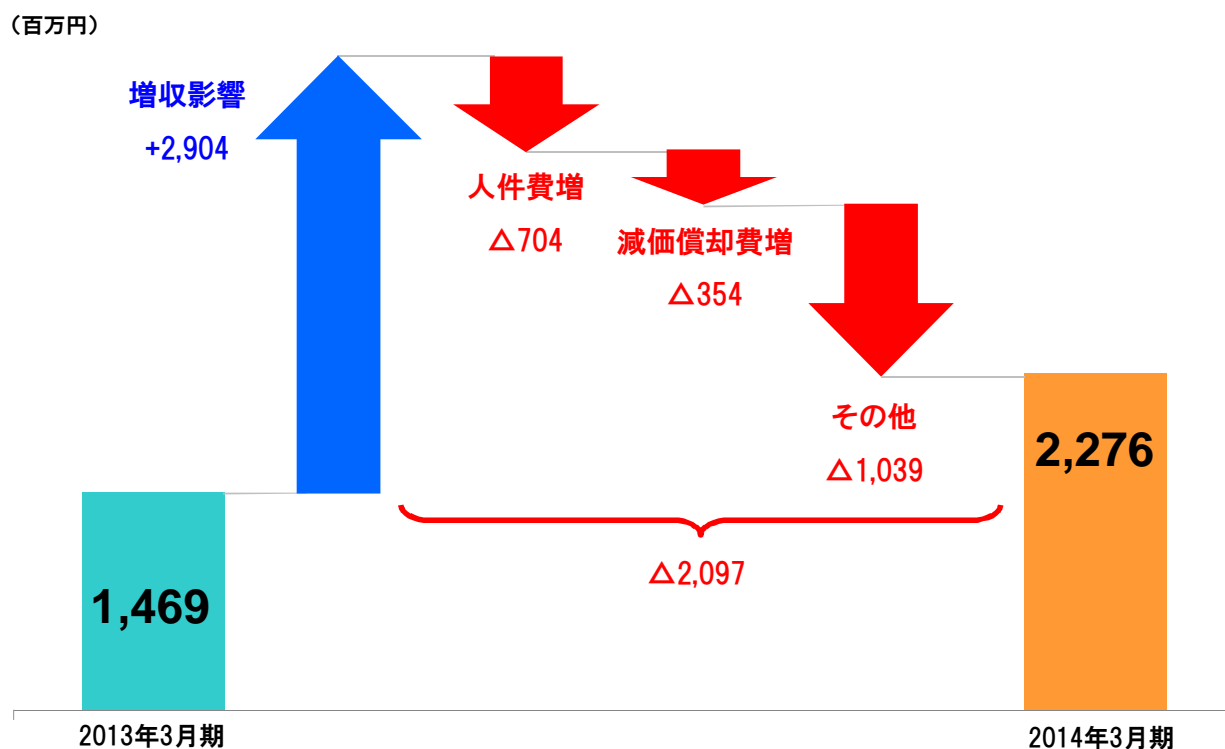 （百万円）
増収影響
+2,904
人件費増
△704
減価償却費増
△354
その他
△1,039
△2,097
1,469
2,276
2013年3月期
2014年3月期